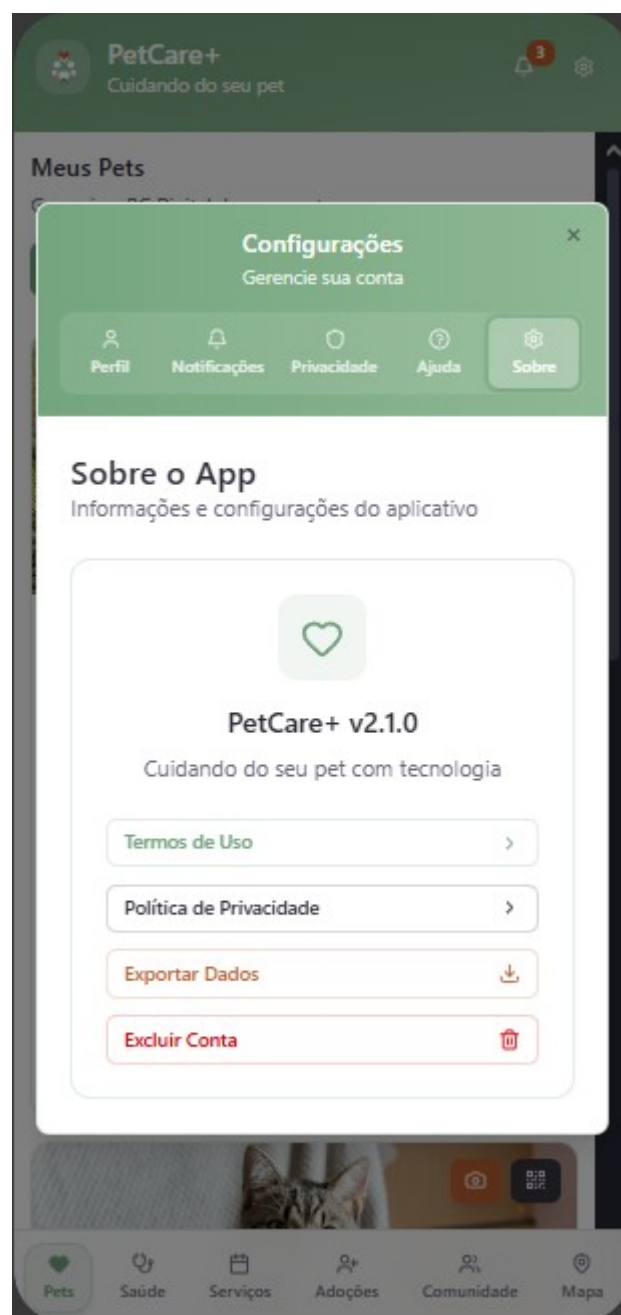 PetCare+
Cuidando do seu pet
3
Meus Pets
Configurações
Gerencie sua conta
Perfil
Notificações
Privacidade
Ajuda
Sobre
Sobre o App
Informações e configurações do aplicativo
PetCare+ v2.1.0
Cuidando do seu pet com tecnologia
Termos de Uso
Política de Privacidade
Exportar Dados
Excluir Conta
Pets
Saúde
Serviços
Adoções
Comunidade
Mapa